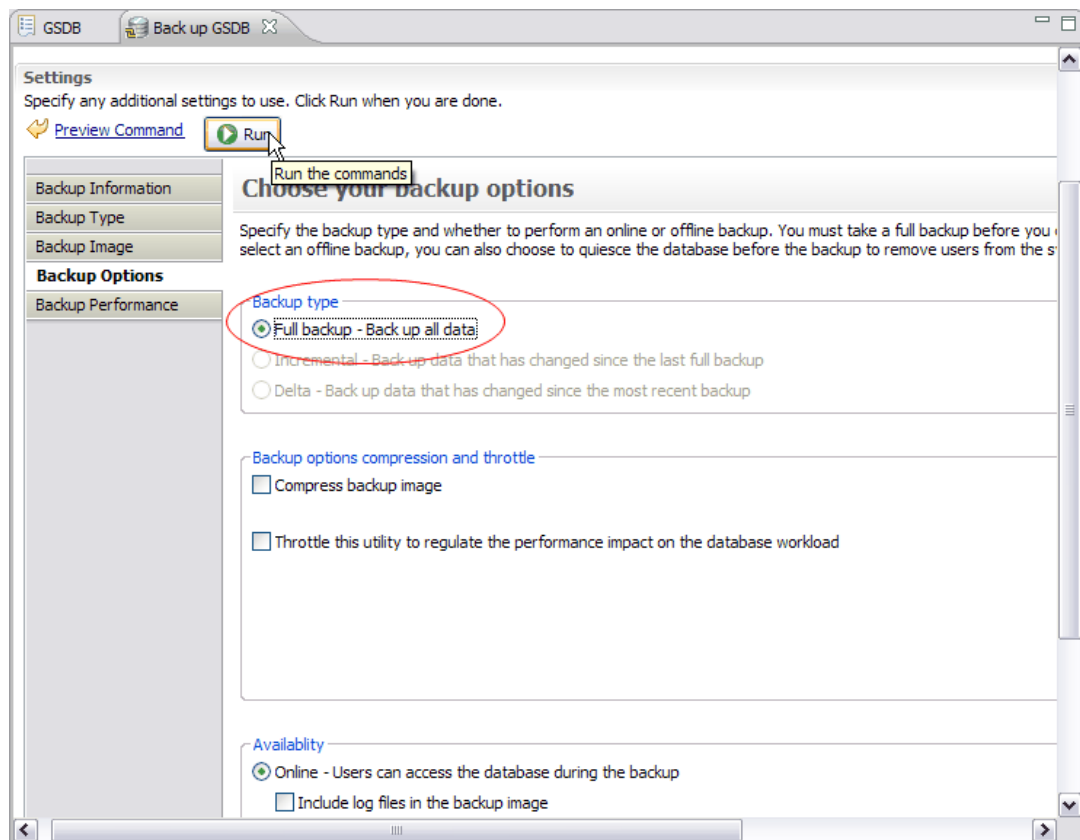 GSDB
Back up GSDB
Settings
Specify any additional settings to use. Click Run when you are done.
Preview Command
Run
Run the commands
Backup Information
Backup Type
Backup Image
Backup Options
Backup Performance
Choose your backup options
Specify the backup type and whether to perform an online or offline backup. You must take a full backup before you
select an offline backup, you can also choose to quiesce the database before the backup to remove users from the
Backup type
Full backup - Back up all data
Incremental - Back up data that has changed since the last full backup
Delta - Back up data that has changed since the most recent backup
Backup options compression and throttle
Compress backup image
Throttle this utility to regulate the performance impact on the database workload
Availablity
Online - Users can access the database during the backup
Include log files in the backup image